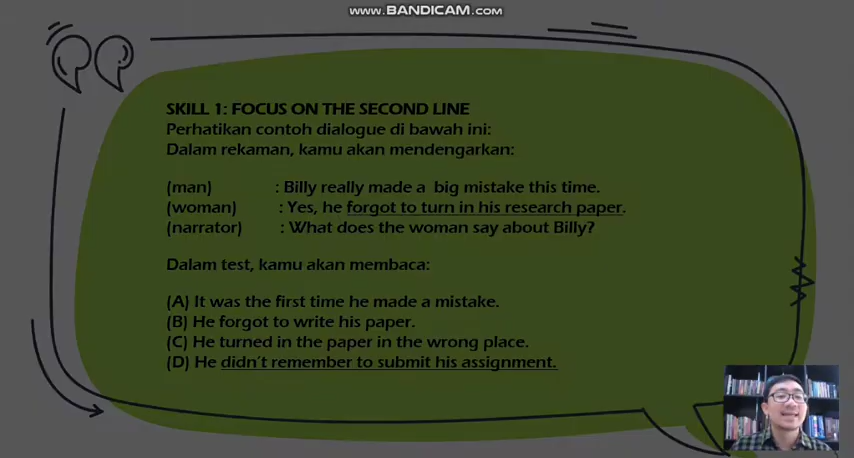 www.BANDICAM.com
SKILL 1: FOCUS ON THE SECOND LINE
Perhatikan contoh dialogue di bawah ini:
Dalam rekaman, kamu akan mendengarkan:
(man) : Billy really made a big mistake this time.
(woman) : Yes, he forgot to turn in his research paper.
(narrator) : What does the woman say about Billy?
Dalam test, kamu akan membaca:
(A) It was the first time he made a mistake.
(B) He forgot to write his paper.
(C) He turned in the paper in the wrong place.
(D) He didn't remember to submit his assignment.